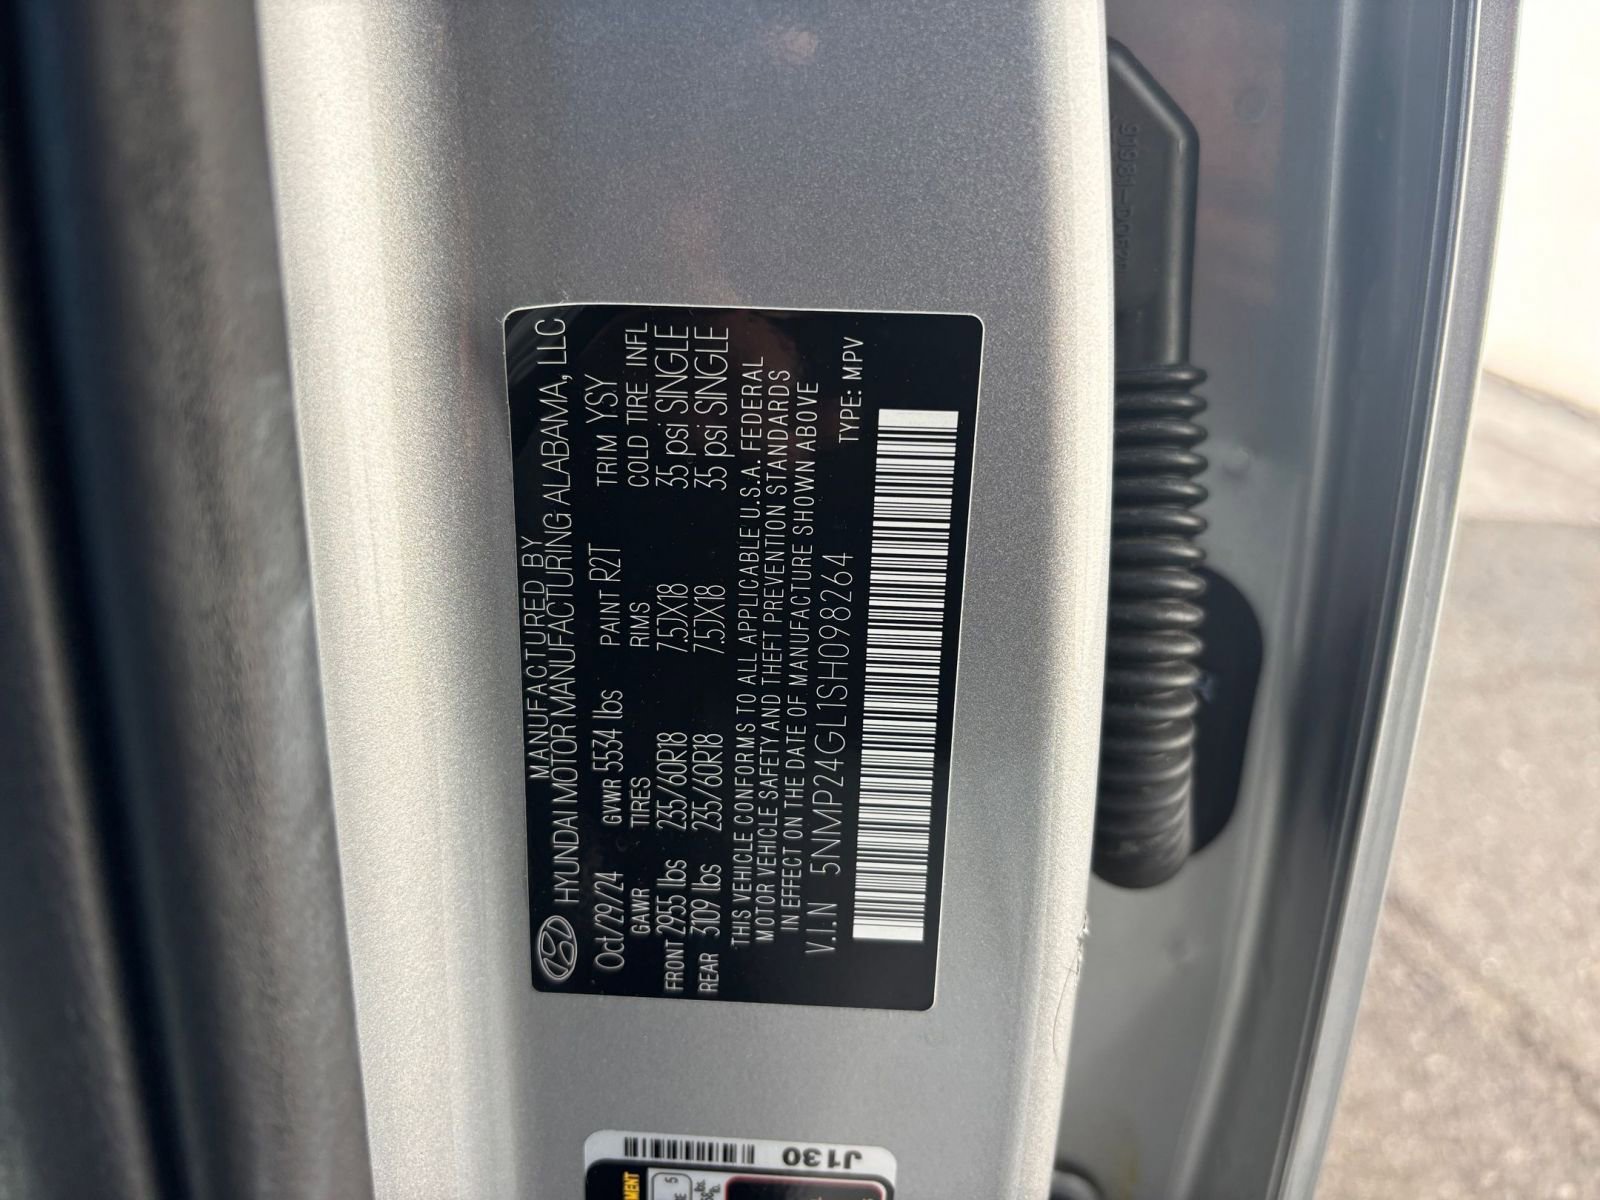 MANUFACTURED BY
HYUNDAI MOTOR MANUFACTURING ALABAMA, LLC
Oct/29/24 GVWR 5534 lbs PAINT R2T TRIM YSY
GAWR TIRES RIMS COLD TIRE INFL
FRONT 2955 lbs 235/60R18 7.5JX18 35 psi SINGLE
REAR 3109 lbs 235/60R18 7.5JX18 35 psi SINGLE
THIS VEHICLE CONFORMS TO ALL APPLICABLE U.S.A. FEDERAL
MOTOR VEHICLE SAFETY AND THEFT PREVENTION STANDARDS
IN EFFECT ON THE DATE OF MANUFACTURE SHOWN ABOVE
V.I.N 5NMP24GL1SH098264 TYPE: MPV
J130